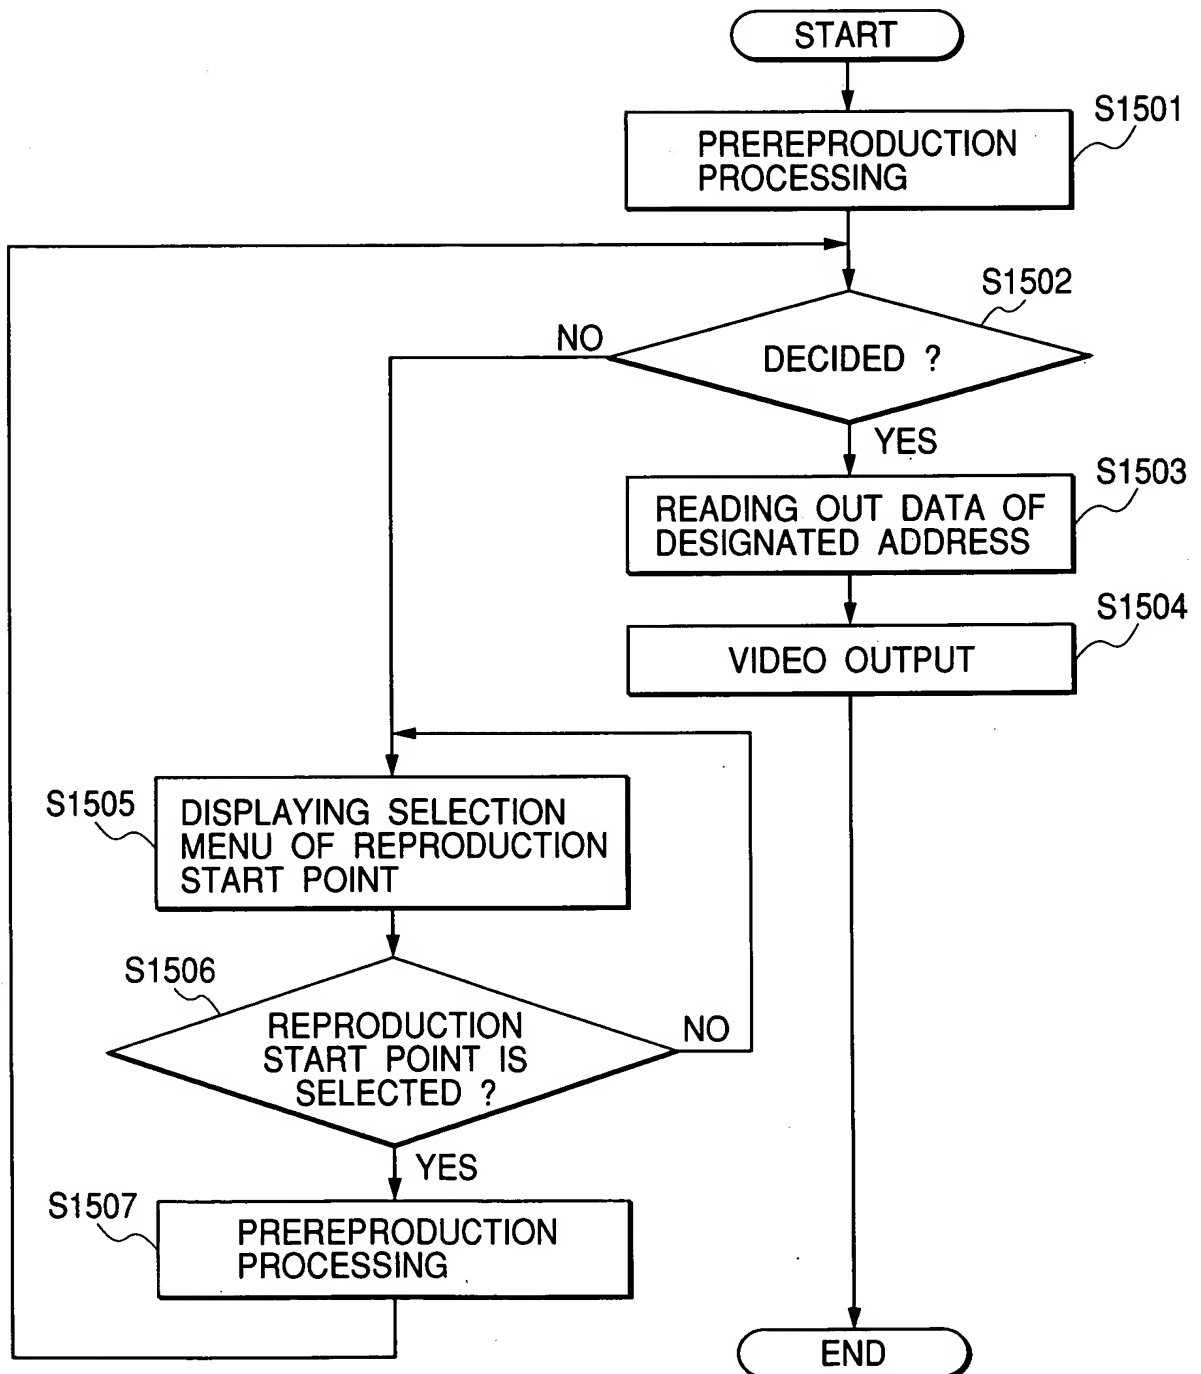 START
S1501
PREREPRODUCTION
PROCESSING
S1502
NO
DECIDED ?
YES
S1503
READING OUT DATA OF
DESIGNATED ADDRESS
S1504
VIDEO OUTPUT
S1505
DISPLAYING SELECTION
MENU OF REPRODUCTION
START POINT
S1506
REPRODUCTION
START POINT IS
SELECTED ?
NO
YES
S1507
PREREPRODUCTION
PROCESSING
END